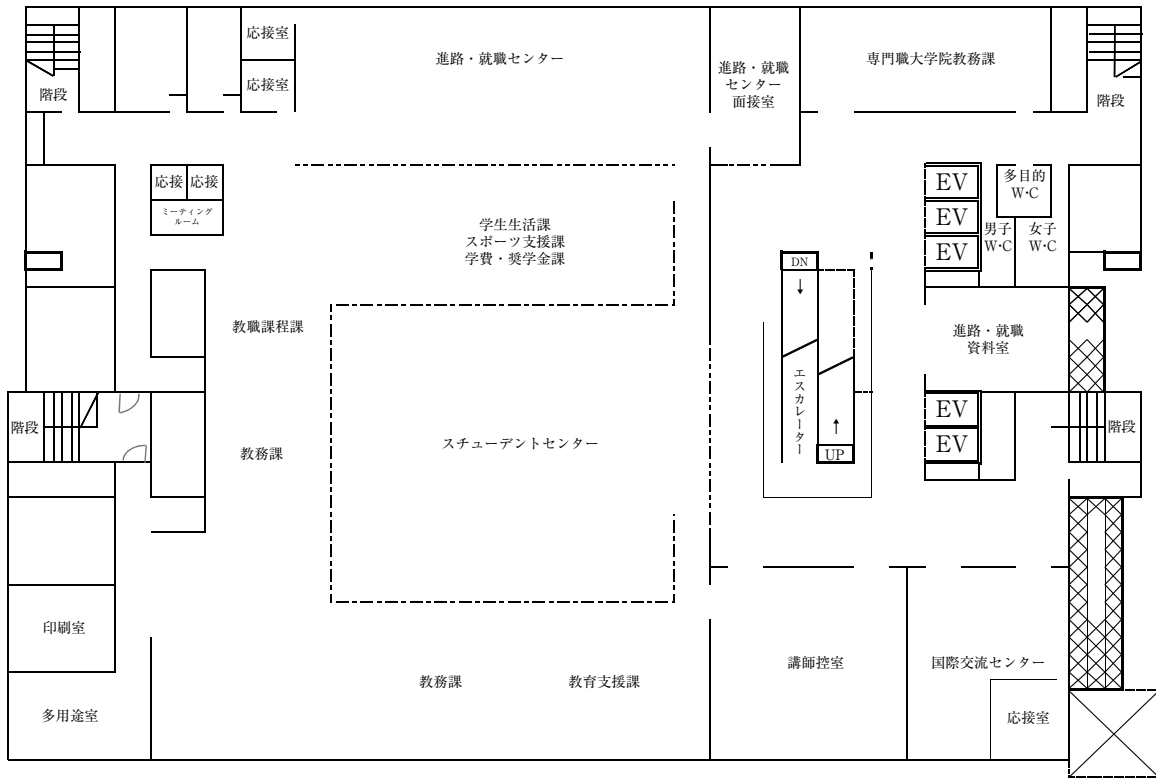 応接室
進路・就職センター
進路・就職
センター
面接室
専門職大学院教務課
応接室
階段
階段
応接
応接
ミーティング
ルーム
学生生活課
スポーツ支援課
学費・奨学金課
EV
EV
EV
多目的
W・C
男子
W・C
女子
W・C
DN
↓
教職課程課
進路・就職
資料室
エスカレーター
↑
UP
EV
EV
階段
階段
教務課
スチューデントセンター
印刷室
講師控室
国際交流センター
教務課
教育支援課
多用途室
応接室